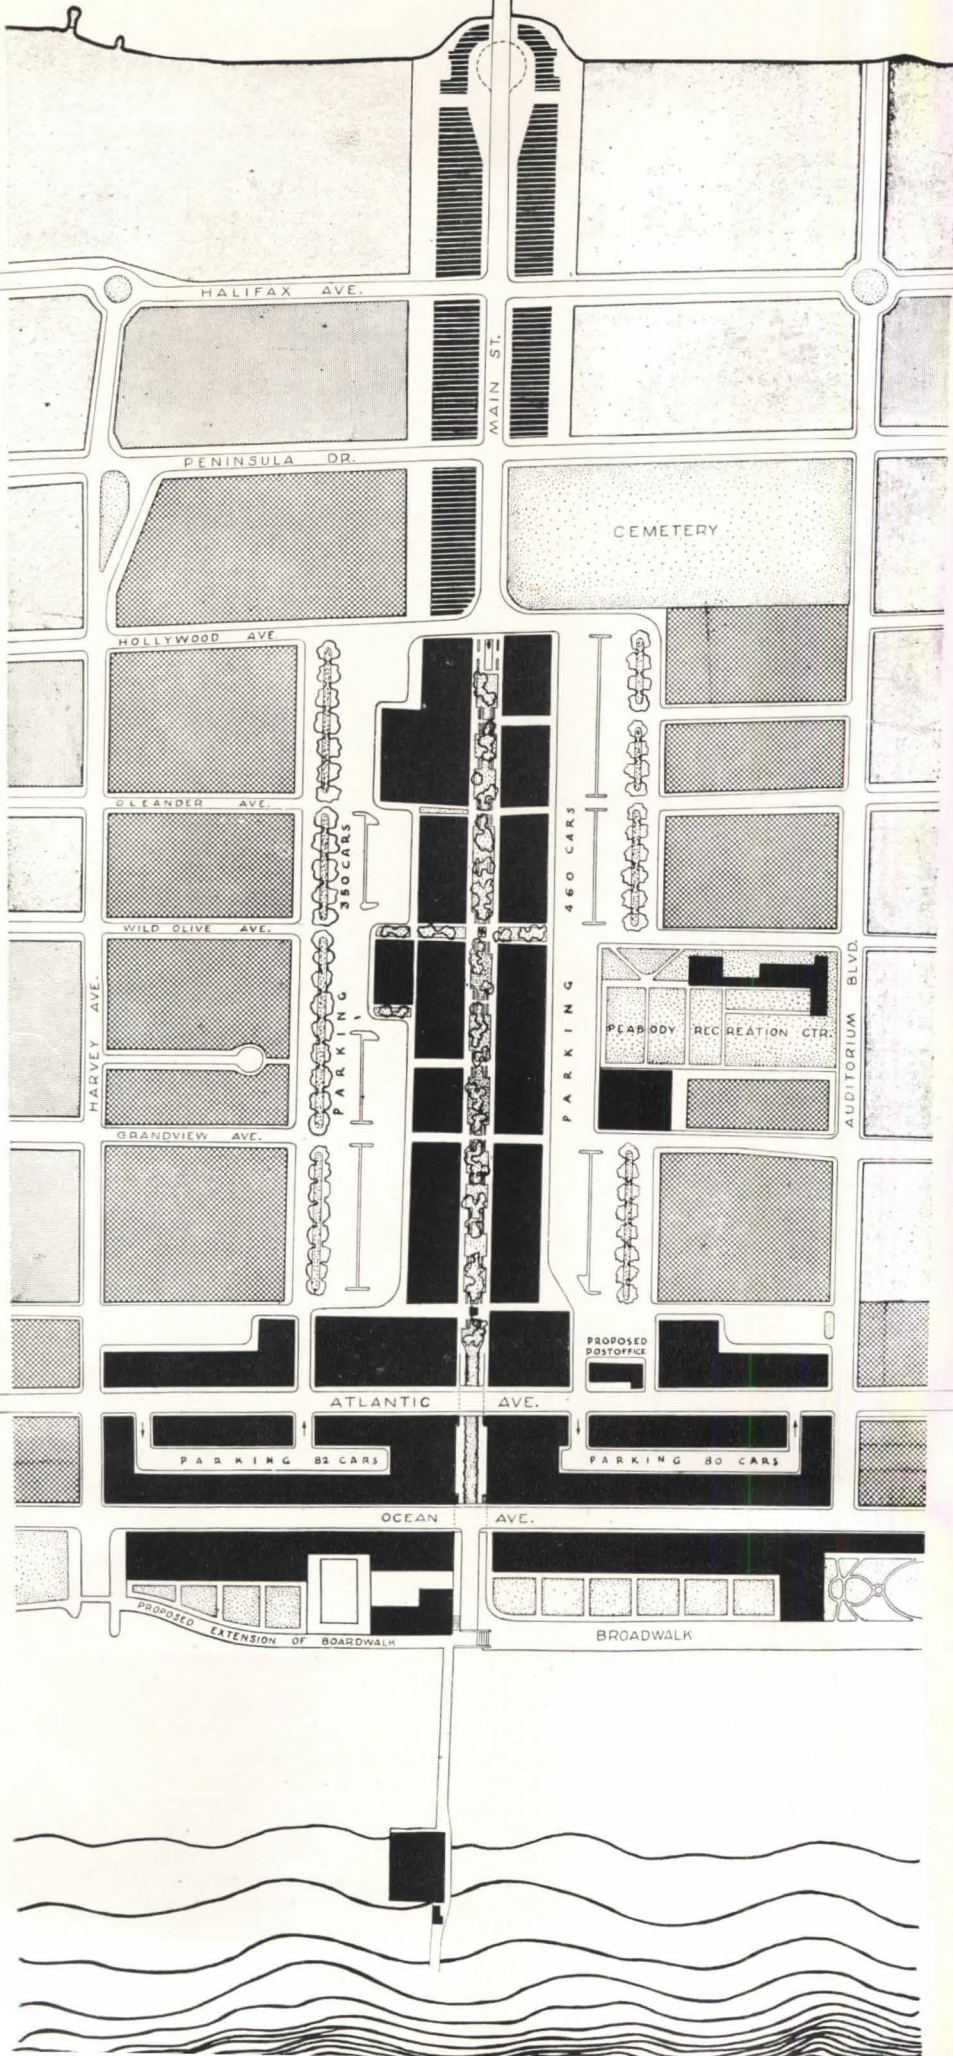 HALIFAX AVE.
MAIN ST.
PENINSULA DR.
CEMETERY
HOLLYWOOD AVE.
OLEANDER AVE.
350 CARS
460 CARS
WILD OLIVE AVE.
HARVEY AVE.
PARKING
PARKING
PEABODY RECREATION CTR.
AUDITORIUM BLVD.
GRANDVIEW AVE.
PROPOSED
POSTOFFICE
ATLANTIC AVE.
PARKING 82 CARS
PARKING 80 CARS
OCEAN AVE.
PROPOSED EXTENSION OF BOARDWALK
BROADWALK